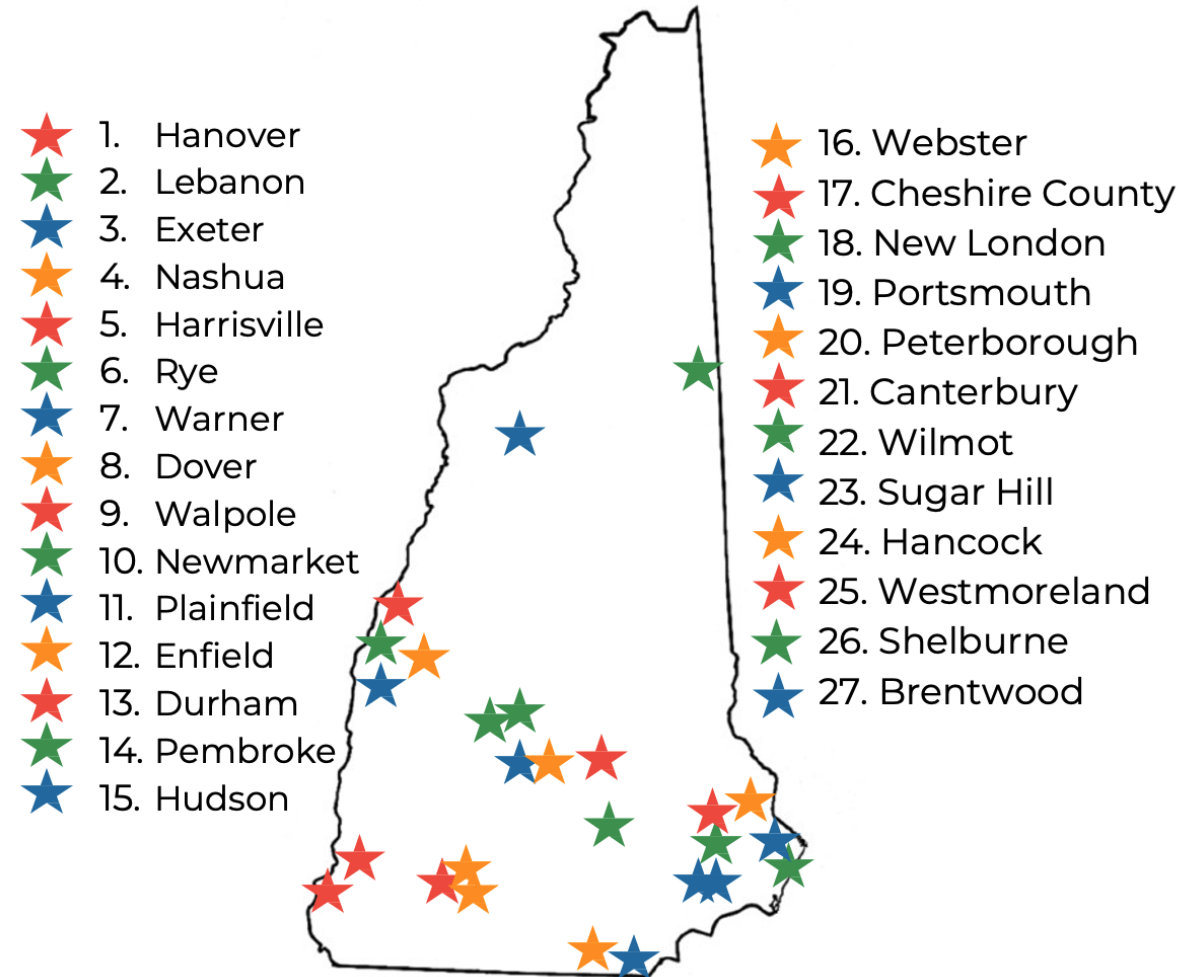 1. Hanover
2. Lebanon
3. Exeter
4. Nashua
5. Harrisville
6. Rye
7. Warner
8. Dover
9. Walpole
10. Newmarket
11. Plainfield
12. Enfield
13. Durham
14. Pembroke
15. Hudson
16. Webster
17. Cheshire County
18. New London
19. Portsmouth
20. Peterborough
21. Canterbury
22. Wilmot
23. Sugar Hill
24. Hancock
25. Westmoreland
26. Shelburne
27. Brentwood